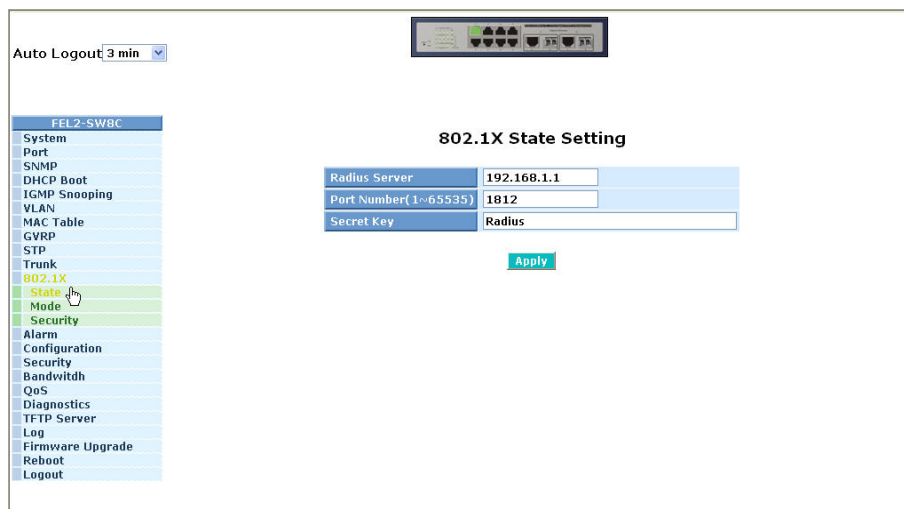 Auto Logout 3 min
FEL2-SW8C
System
Port
SNMP
DHCP Boot
IGMP Snooping
VLAN
MAC Table
GVRP
STP
Trunk
802.1X
State
Mode
Security
Alarm
Configuration
Security
Bandwitdh
QoS
Diagnostics
TFTP Server
Log
Firmware Upgrade
Reboot
Logout
802.1X State Setting
Radius Server 192.168.1.1
Port Number(1~65535) 1812
Secret Key Radius
Apply